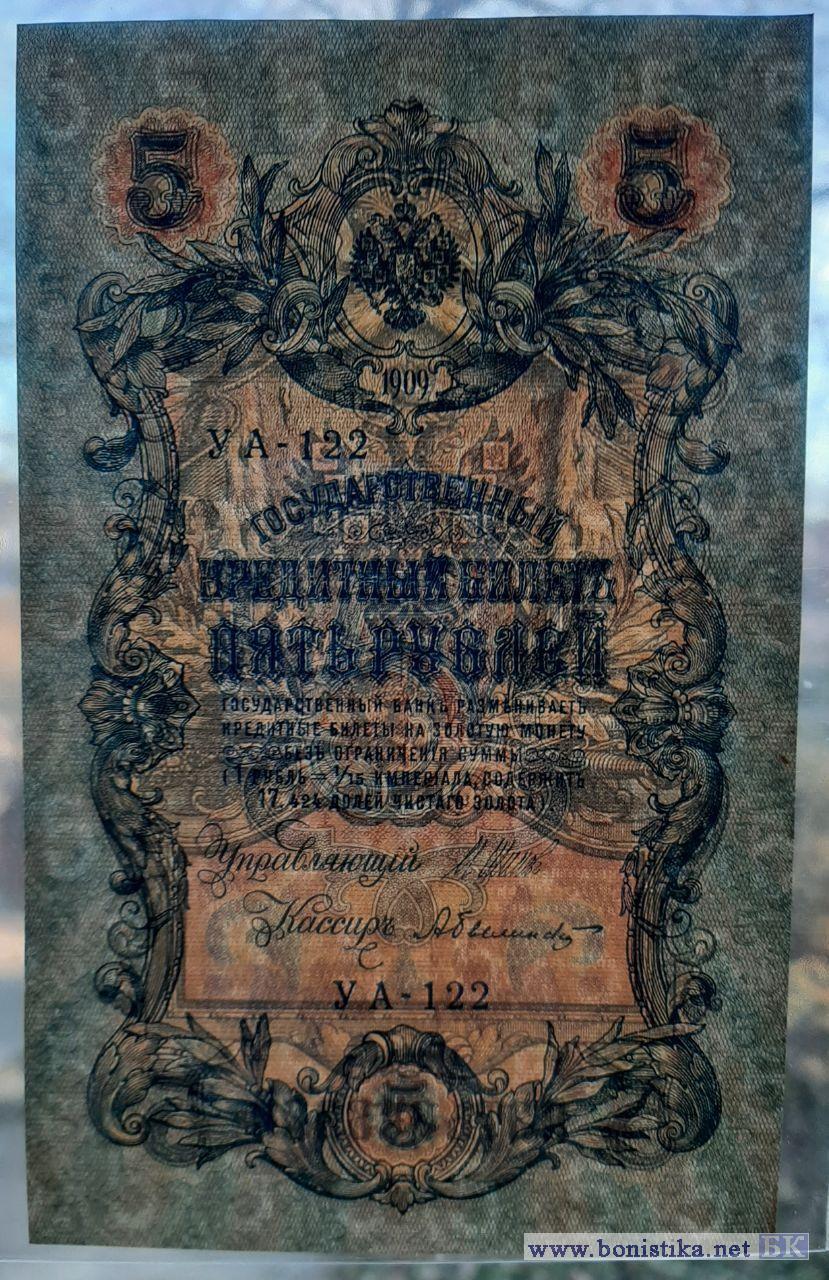 5 5
1909
УА-122
ГОСУДАРСТВЕННЫЙ
КРЕДИТНЫЙ БИЛЕТЪ
ПЯТЬ РУБЛЕЙ
ГОСУДАРСТВЕННЫЙ БАНКЪ РАЗМѢНИВАЕТЪ
КРЕДИТНЫЕ БИЛЕТЫ НА ЗОЛОТУЮ МОНЕТУ
БЕЗЪ ОГРАНИЧЕНІЯ СУММЫ
(1 РУБЛЬ = 1/15 ИМПЕРІАЛА, СОДЕРЖИТЪ
17,424 ДОЛЕЙ ЧИСТАГО ЗОЛОТА)
Управляющій
Кассиръ
УА-122
5
www.bonistika.net БК